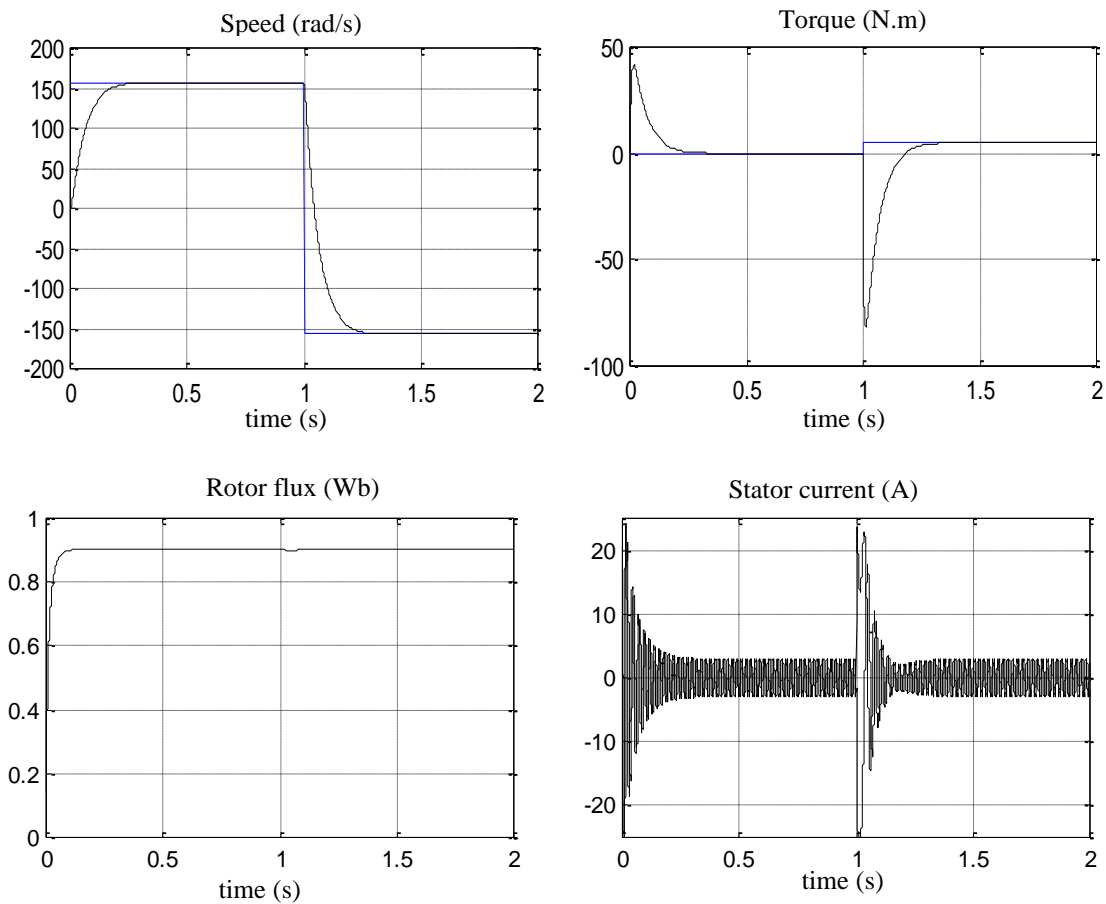 Speed (rad/s)
200
150
100
50
0
-50
-100
-150
-200
0 0.5 1 1.5 2
time (s)
Torque (N.m)
50
0
-50
-100
0 0.5 1 1.5 2
time (s)
Rotor flux (Wb)
1
0.8
0.6
0.4
0.2
0
0 0.5 1 1.5 2
time (s)
Stator current (A)
20
10
0
-10
-20
0 0.5 1 1.5 2
time (s)